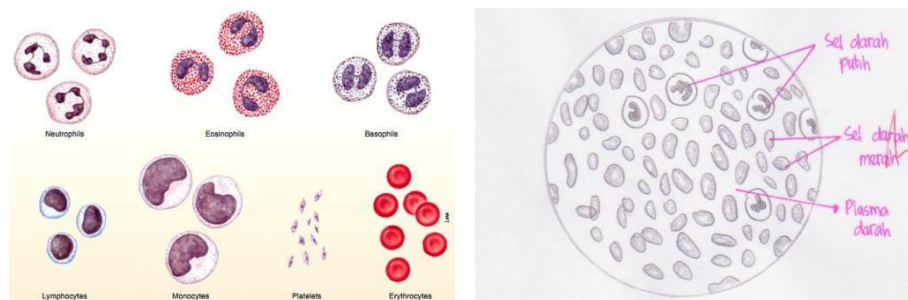 Neutrophils
Eosinophils
Basophils
Lymphocytes
Monocytes
Platelets
Erythrocytes
Sel darah
putih
Sel darah
merah
Plasma
darah